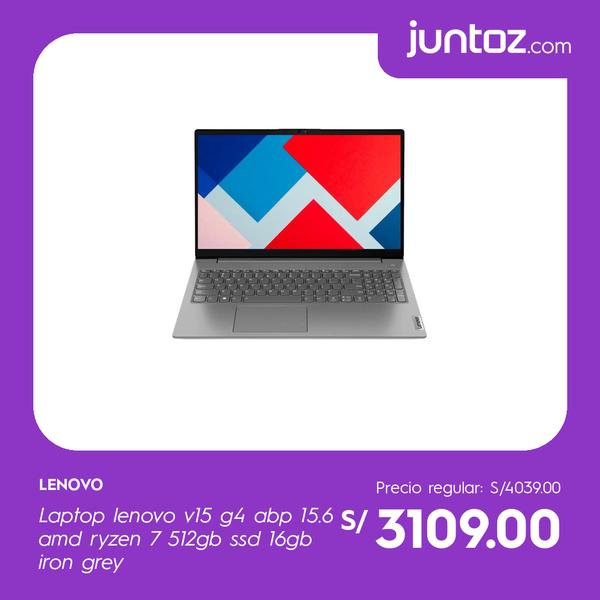 juntoz.com
Lenovo
LENOVO
Precio regular: S/4039.00
Laptop lenovo v15 g4 abp 15.6
amd ryzen 7 512gb ssd 16gb
iron grey
S/ 3109.00